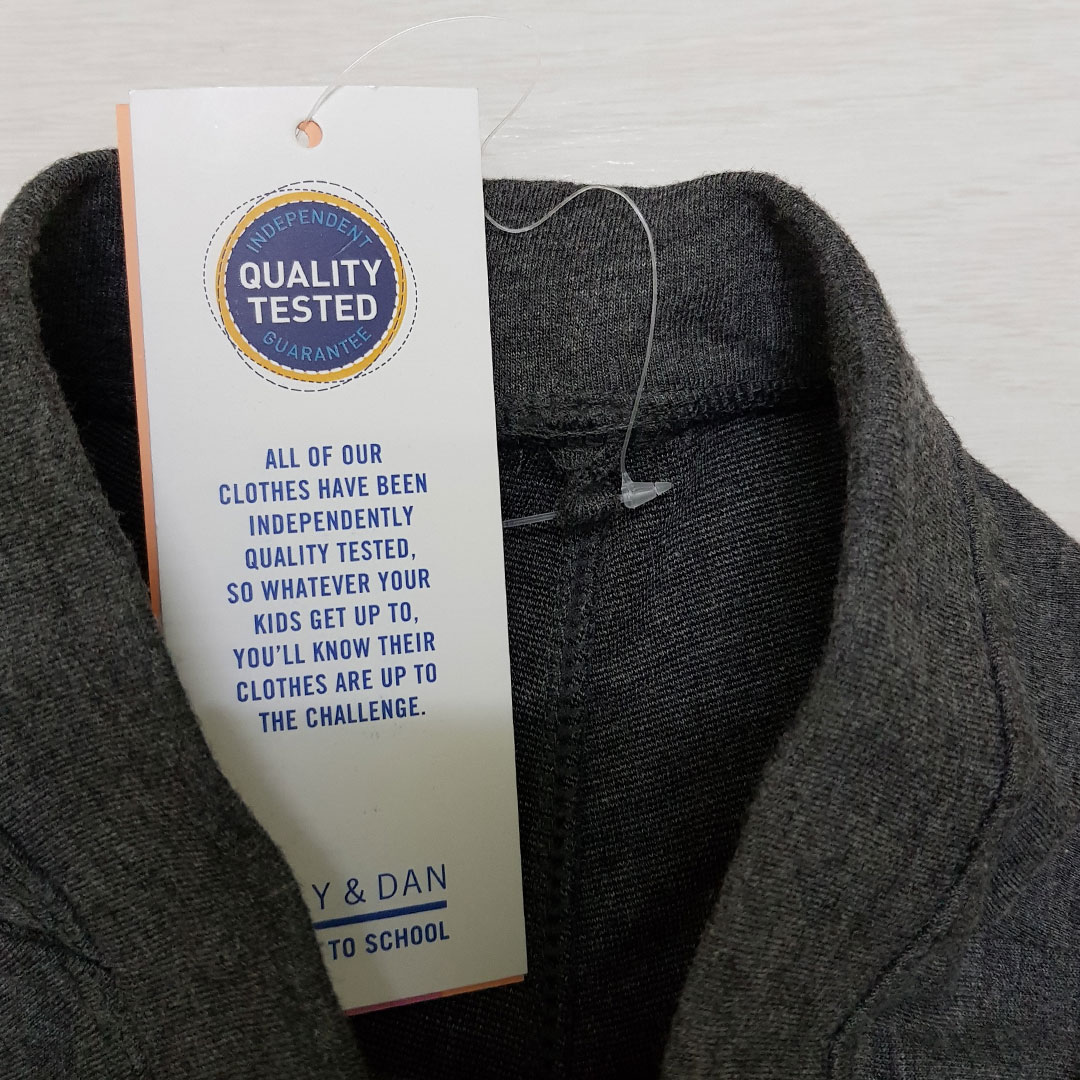 INDEPENDENT
QUALITY
TESTED
GUARANTEE
ALL OF OUR
CLOTHES HAVE BEEN
INDEPENDENTLY
QUALITY TESTED,
SO WHATEVER YOUR
KIDS GET UP TO,
YOU'LL KNOW THEIR
CLOTHES ARE UP TO
THE CHALLENGE.
Y & DAN
TO SCHOOL